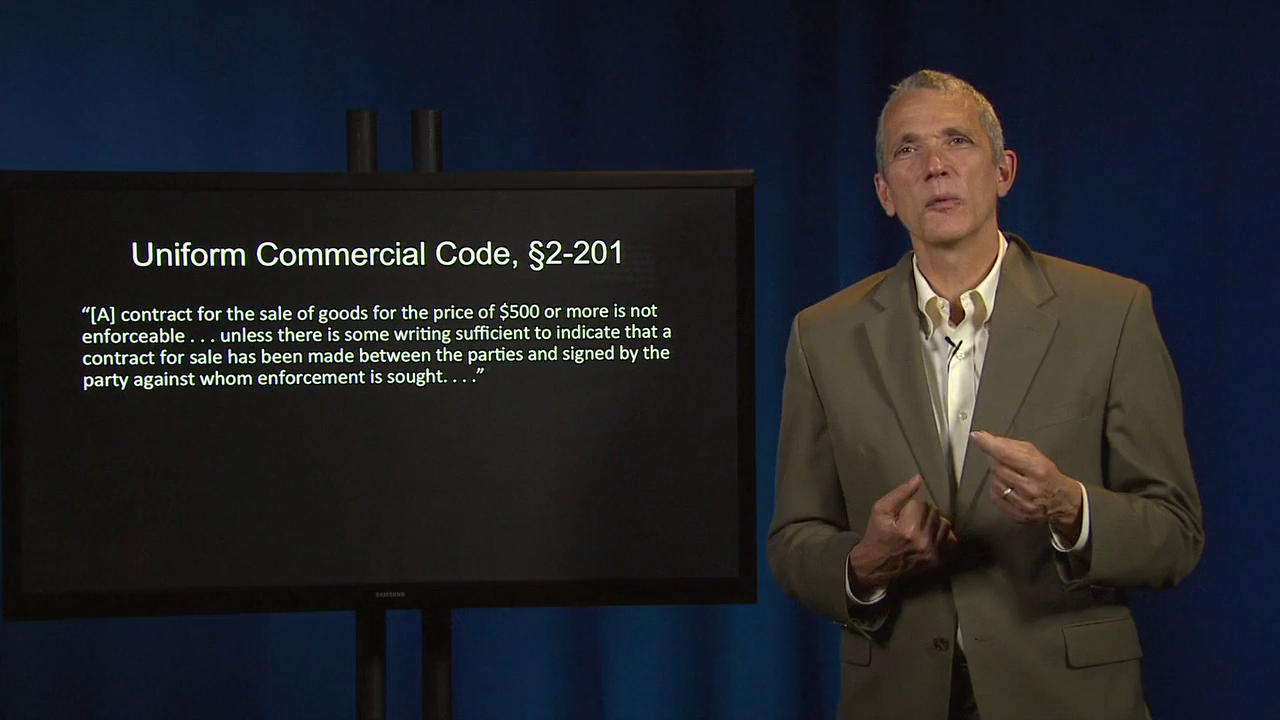 Uniform Commercial Code, §2-201
“[A] contract for the sale of goods for the price of $500 or more is not
enforceable . . . unless there is some writing sufficient to indicate that a
contract for sale has been made between the parties and signed by the
party against whom enforcement is sought. . . .”
SAMSUNG